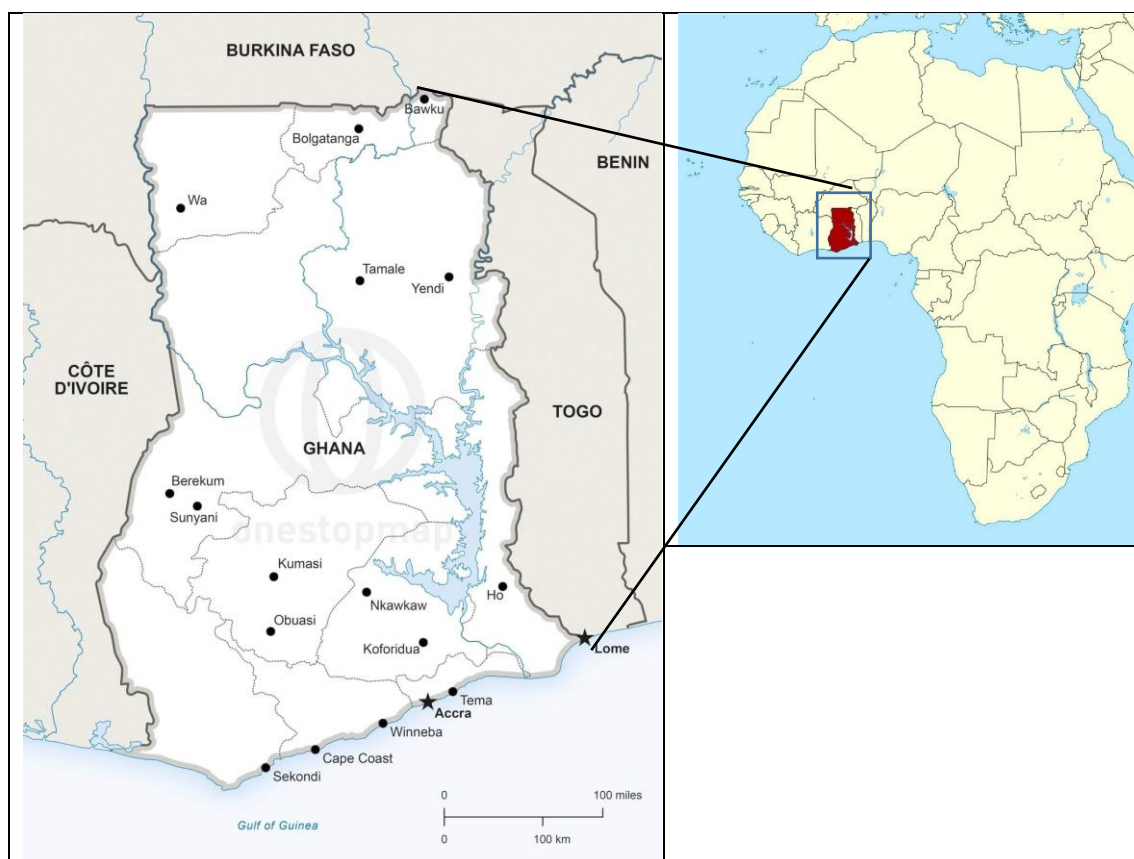 BURKINA FASO
Bawku
Bolgatanga
BENIN
Wa
Tamale
Yendi
CÔTE
D'IVOIRE
TOGO
GHANA
Berekum
Sunyani
onestopmap
Kumasi
Ho
Nkawkaw
Obuasi
Koforidua
Lome
Tema
Accra
Winneba
Cape Coast
Sekondi
0 100 miles
0 100 km
Gulf of Guinea